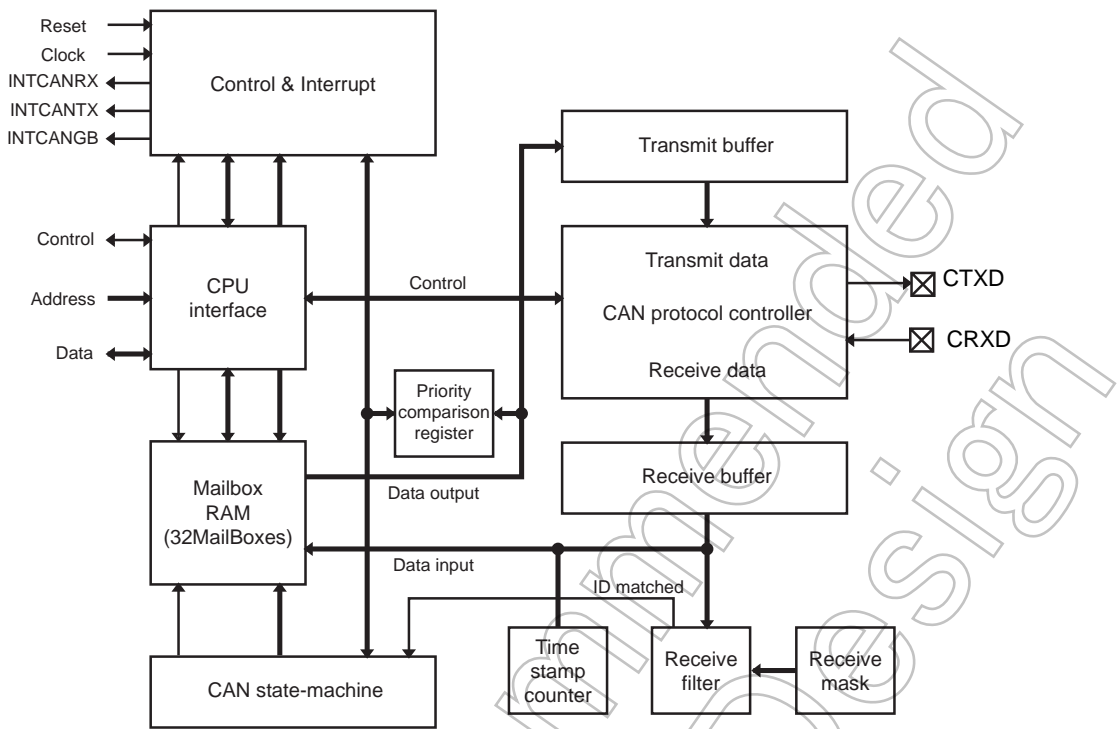 Reset
Clock
INTCANRX
INTCANTX
INTCANGB
Control & Interrupt
Transmit buffer
Control
Address
Data
CPU
interface
Control
Transmit data
CAN protocol controller
Receive data
CTXD
CRXD
Priority
comparison
register
Mailbox
RAM
(32MailBoxes)
Data output
Receive buffer
Data input
ID matched
CAN state-machine
Time
stamp
counter
Receive
filter
Receive
mask
Design